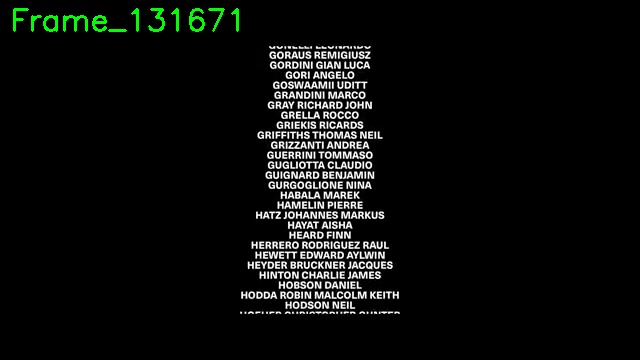 Frame_131671
GONELLI LEONARDO
GORAUS REMIGIUSZ
GORDINI GIAN LUCA
GORI ANGELO
GOSWAAMII UDITT
GRANDINI MARCO
GRAY RICHARD JOHN
GRELLA ROCCO
GRIEKIS RICARDS
GRIFFITHS THOMAS NEIL
GRIZZANTI ANDREA
GUERRINI TOMMASO
GUGLIOTTA CLAUDIO
GUIGNARD BENJAMIN
GURGOGLIONE NINA
HABALA MAREK
HAMELIN PIERRE
HATZ JOHANNES MARKUS
HAYAT AISHA
HEARD FINN
HERRERO RODRIGUEZ RAUL
HEWETT EDWARD AYLWIN
HEYDER BRUCKNER JACQUES
HINTON CHARLIE JAMES
HOBSON DANIEL
HODDA ROBIN MALCOLM KEITH
HODSON NEIL